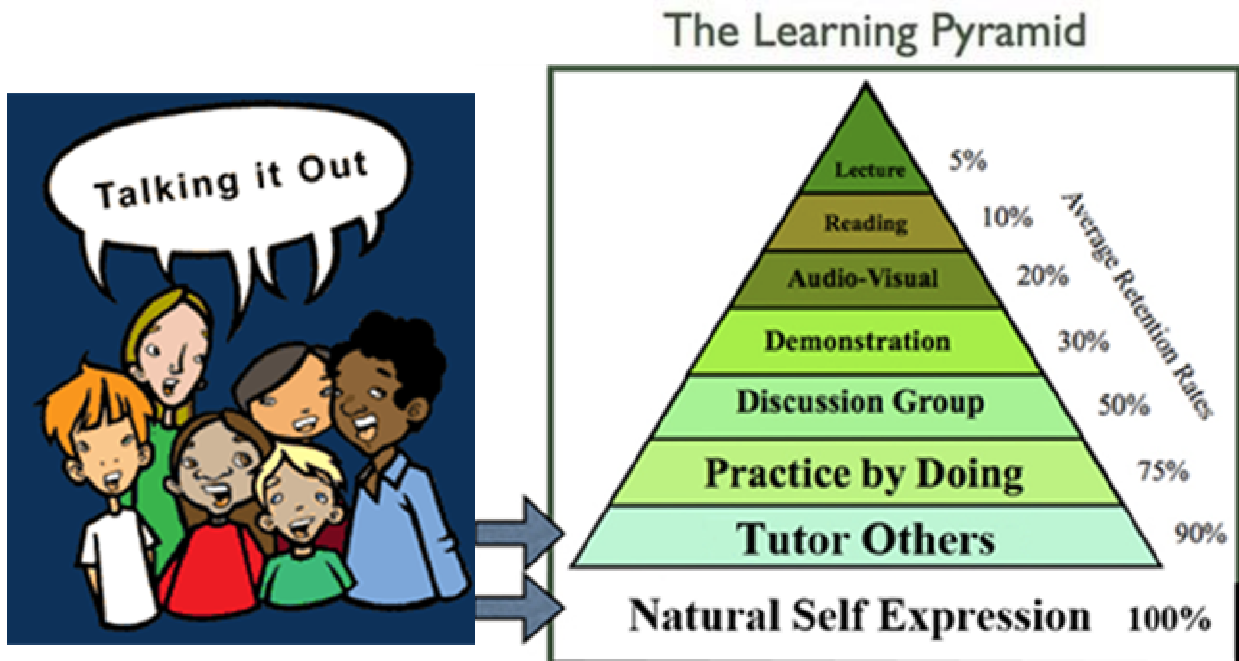 The Learning Pyramid
Talking it Out
Lecture 5%
Reading 10%
Audio-Visual 20%
Demonstration 30%
Discussion Group 50%
Practice by Doing 75%
Tutor Others 90%
Natural Self Expression 100%
Average Retention Rates